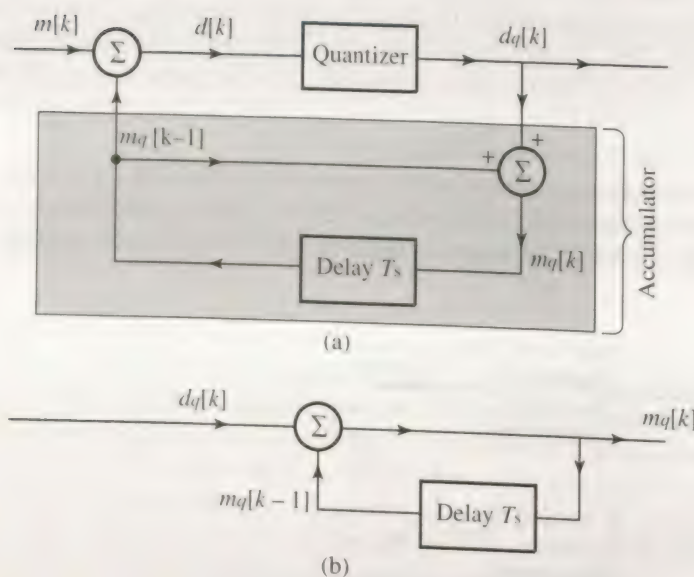 m[k]
Σ
d[k]
Quantizer
dq[k]
mq [k–1]
+
+
Σ
Delay Ts
mq[k]
Accumulator
(a)
dq[k]
Σ
mq[k]
mq[k – 1]
Delay Ts
(b)